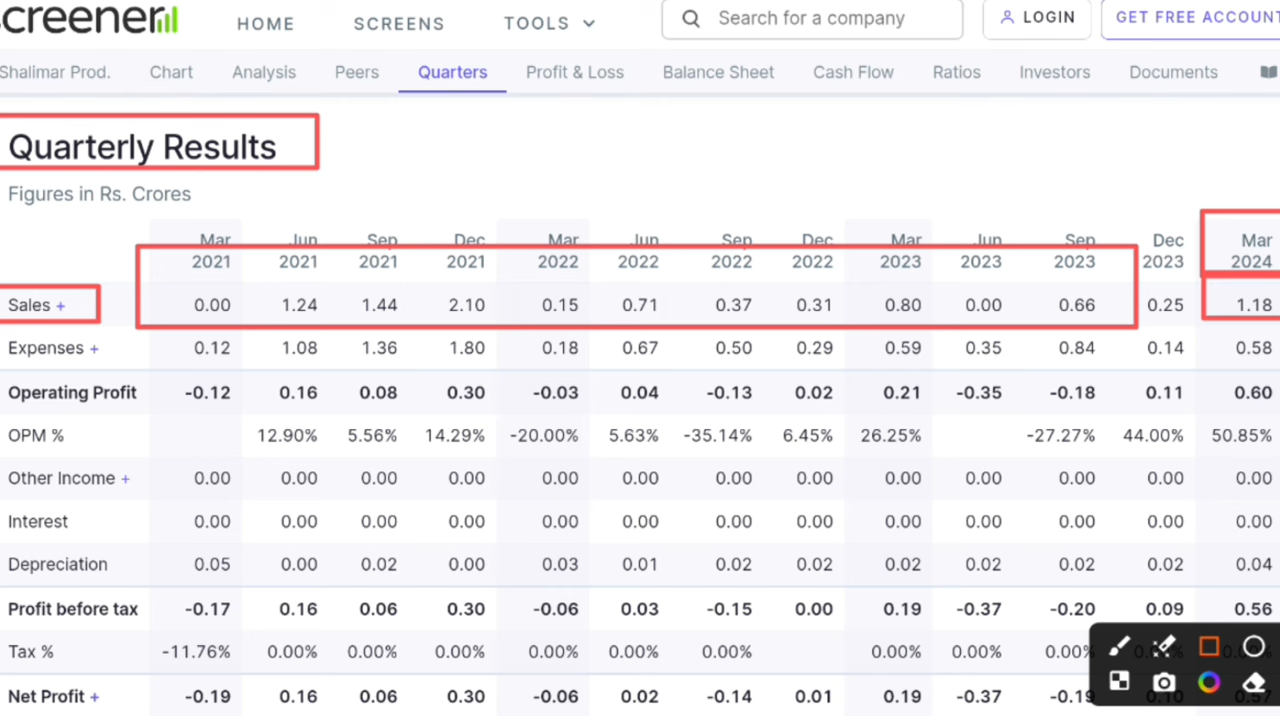 screener
HOME SCREENS TOOLS Search for a company LOGIN GET FREE ACCOUNT
Shalimar Prod. Chart Analysis Peers Quarters Profit & Loss Balance Sheet Cash Flow Ratios Investors Documents
Quarterly Results
Figures in Rs. Crores
Mar 2021 Jun 2021 Sep 2021 Dec 2021 Mar 2022 Jun 2022 Sep 2022 Dec 2022 Mar 2023 Jun 2023 Sep 2023 Dec 2023 Mar 2024
Sales + 0.00 1.24 1.44 2.10 0.15 0.71 0.37 0.31 0.80 0.00 0.66 0.25 1.18
Expenses + 0.12 1.08 1.36 1.80 0.18 0.67 0.50 0.29 0.59 0.35 0.84 0.14 0.58
Operating Profit -0.12 0.16 0.08 0.30 -0.03 0.04 -0.13 0.02 0.21 -0.35 -0.18 0.11 0.60
OPM % 12.90% 5.56% 14.29% -20.00% 5.63% -35.14% 6.45% 26.25% -27.27% 44.00% 50.85%
Other Income + 0.00 0.00 0.00 0.00 0.00 0.00 0.00 0.00 0.00 0.00 0.00 0.00 0.00
Interest 0.00 0.00 0.00 0.00 0.00 0.00 0.00 0.00 0.00 0.00 0.00 0.00 0.00
Depreciation 0.05 0.00 0.02 0.00 0.03 0.01 0.02 0.02 0.02 0.02 0.02 0.02 0.04
Profit before tax -0.17 0.16 0.06 0.30 -0.06 0.03 -0.15 0.00 0.19 -0.37 -0.20 0.09 0.56
Tax % -11.76% 0.00% 0.00% 0.00% 0.00% 0.00% 0.00% 0.00% 0.00% 0.00%
Net Profit + -0.19 0.16 0.06 0.30 -0.06 0.02 -0.14 0.01 0.19 -0.37 -0.19